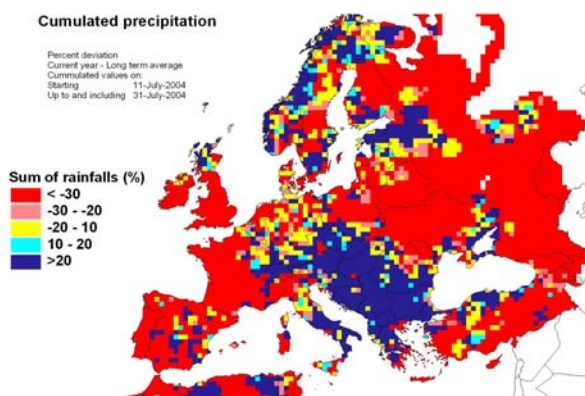 Cumulated precipitation
Percent deviation
Current year - Long term average
Cummulated values on:
Starting 11-July-2004
Up to and including 31-July-2004
Sum of rainfalls (%)
< -30
-30 - -20
-20 - 10
10 - 20
>20